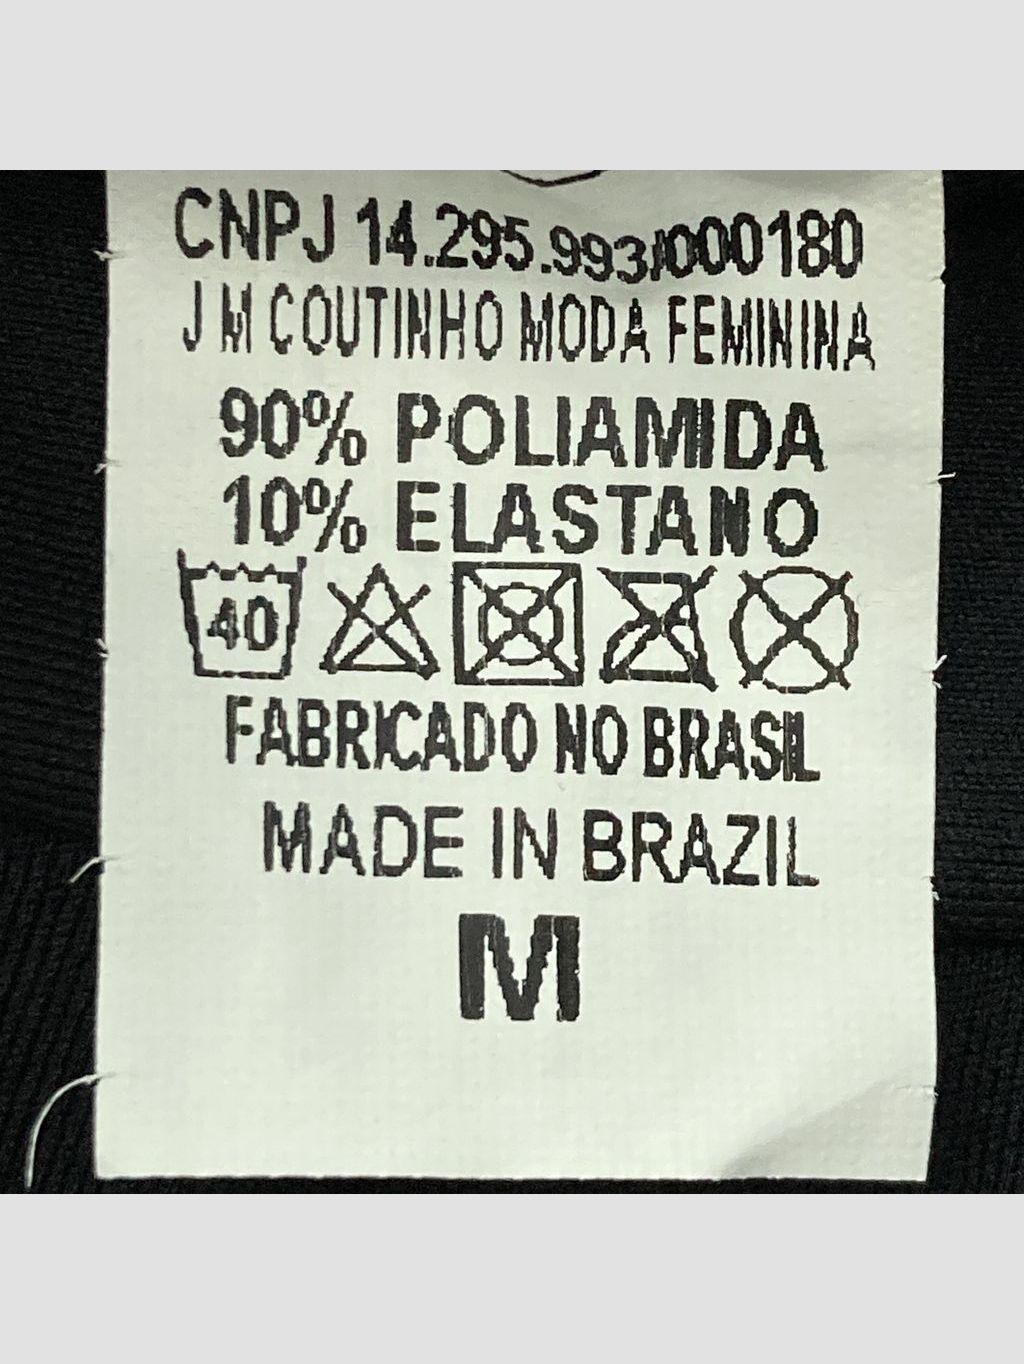 CNPJ 14.295.993/000180
J M COUTINHO MODA FEMININA
90% POLIAMIDA
10% ELASTANO
40
FABRICADO NO BRASIL
MADE IN BRAZIL
M